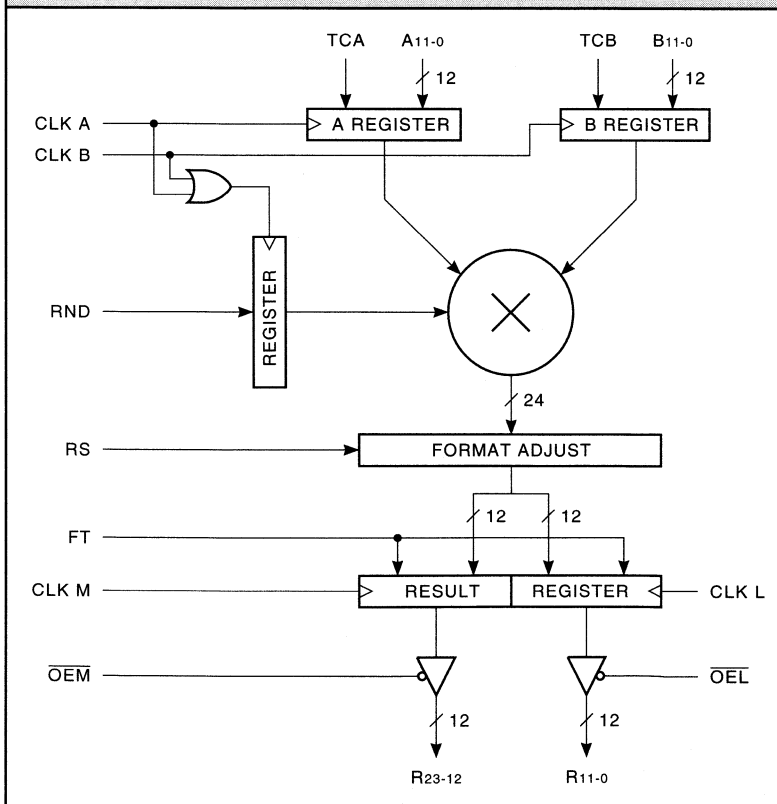 TCA A11-0 TCB B11-0
12 12
CLK A A REGISTER B REGISTER
CLK B
REGISTER
RND
24
RS FORMAT ADJUST
12 12
FT
CLK M RESULT REGISTER CLK L
OEM OEL
12 12
R23-12 R11-0